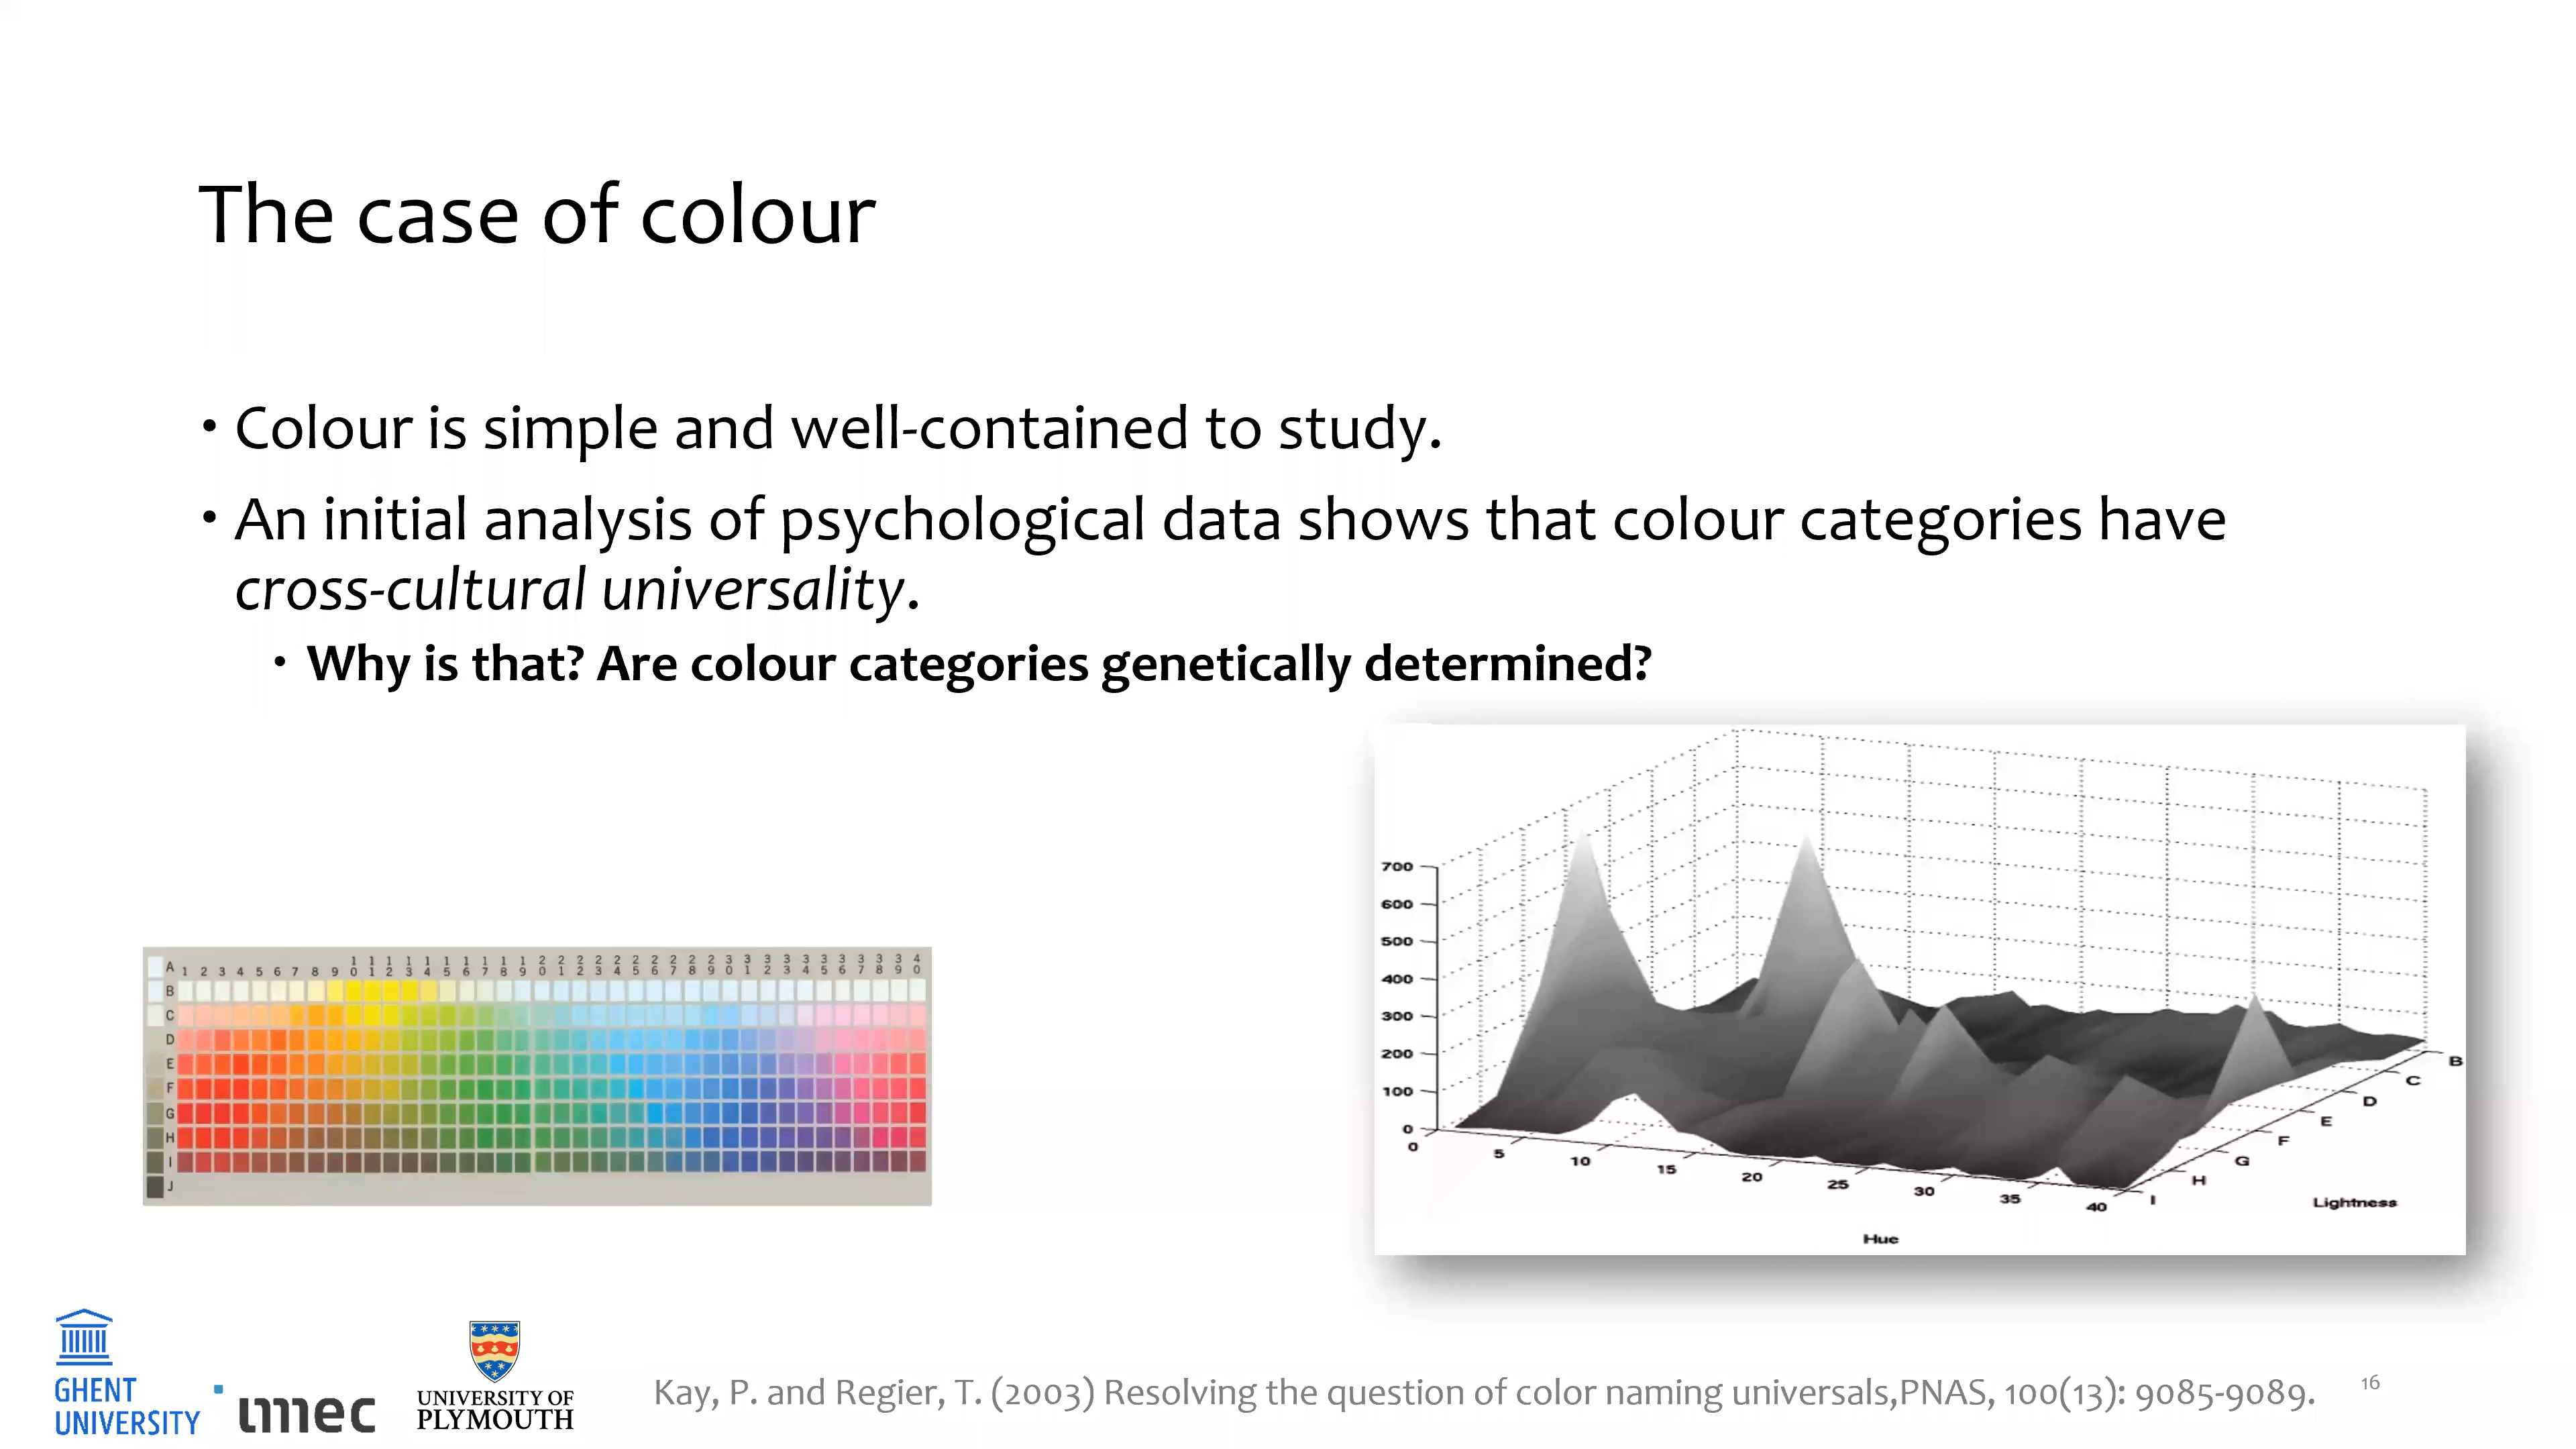 The case of colour
• Colour is simple and well-contained to study.
• An initial analysis of psychological data shows that colour categories have
cross-cultural universality.
• Why is that? Are colour categories genetically determined?
A 1 2 3 4 5 6 7 8 9 10 11 12 13 14 15 16 17 18 19 20 21 22 23 24 25 26 27 28 29 30 31 32 33 34 35 36 37 38 39 40
B
C
D
E
F
G
H
I
J
700
600
500
400
300
200
100
0
0 5 10 15 20 25 30 35 40
Hue
B
C
D
E
F
G
H
I
Lightness
GHENT
UNIVERSITY
imec
UNIVERSITY OF
PLYMOUTH
Kay, P. and Regier, T. (2003) Resolving the question of color naming universals,PNAS, 100(13): 9085-9089.
16